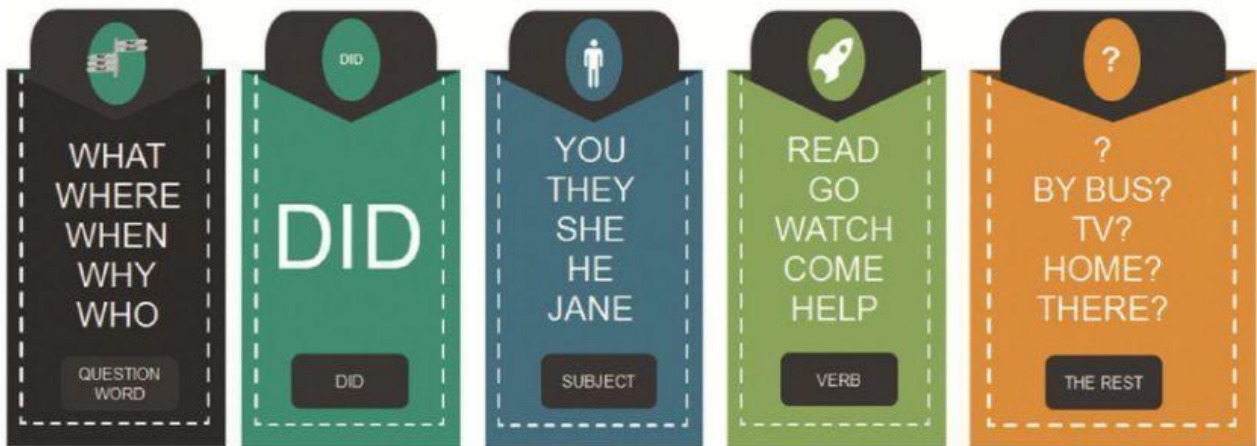 WHAT
WHERE
WHEN
WHY
WHO
QUESTION
WORD
DID
DID
DID
YOU
THEY
SHE
HE
JANE
SUBJECT
READ
GO
WATCH
COME
HELP
VERB
?
?
BY BUS?
TV?
HOME?
THERE?
THE REST